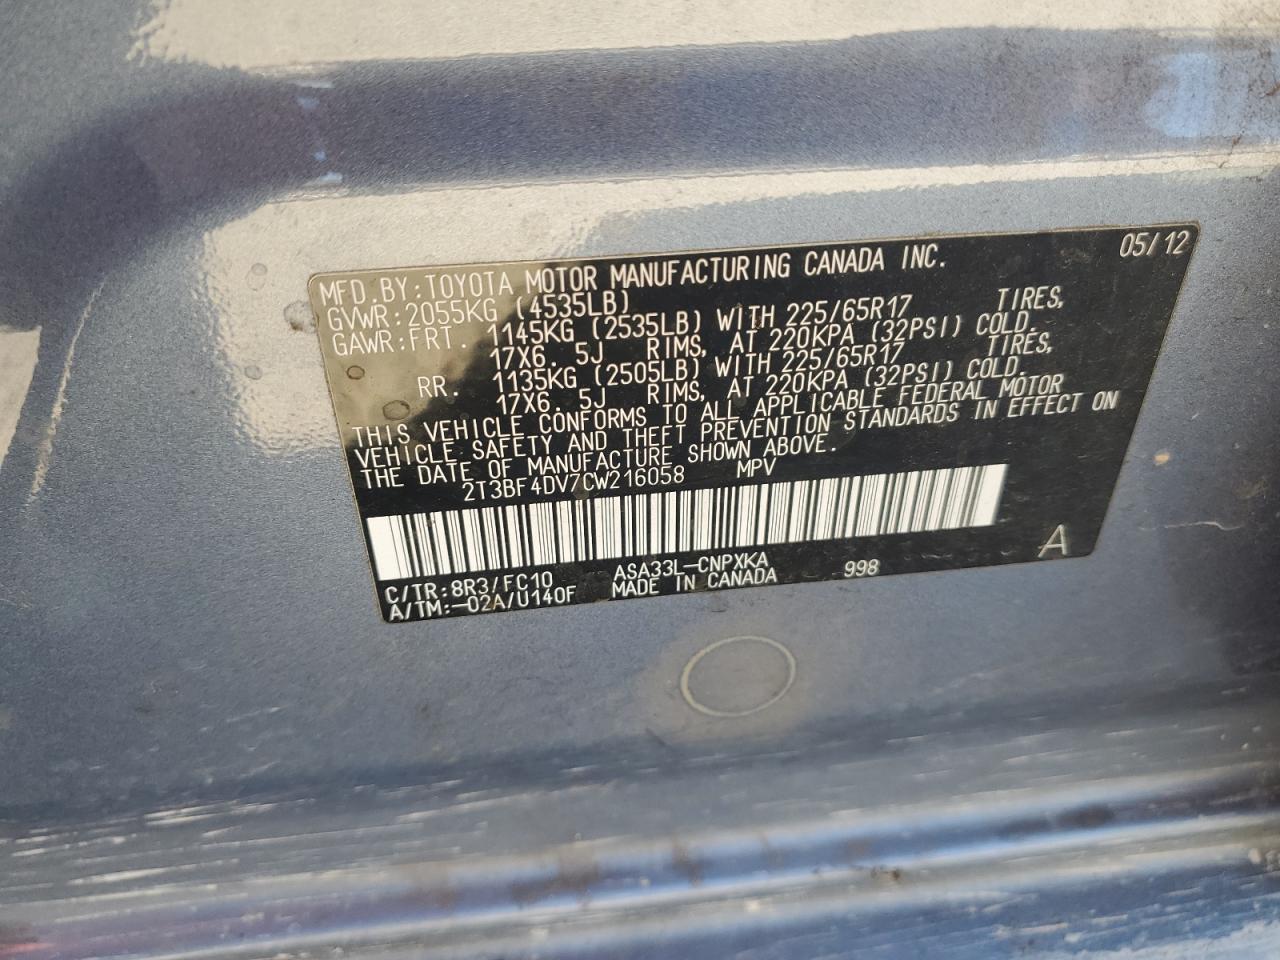 MFD.BY:TOYOTA MOTOR MANUFACTURING CANADA INC. 05/12
GVWR:2055KG (4535LB)
GAWR:FRT. 1145KG (2535LB) WITH 225/65R17 TIRES,
17X6.5J RIMS, AT 220KPA (32PSI) COLD.
RR. 1135KG (2505LB) WITH 225/65R17 TIRES,
17X6.5J RIMS, AT 220KPA (32PSI) COLD.
THIS VEHICLE CONFORMS TO ALL APPLICABLE FEDERAL MOTOR
VEHICLE SAFETY AND THEFT PREVENTION STANDARDS IN EFFECT ON
THE DATE OF MANUFACTURE SHOWN ABOVE.
2T3BF4DV7CW216058 MPV
C/TR:8R3/FC10 ASA33L-CNPXKA 998 A
A/TM:-02A/U140F MADE IN CANADA